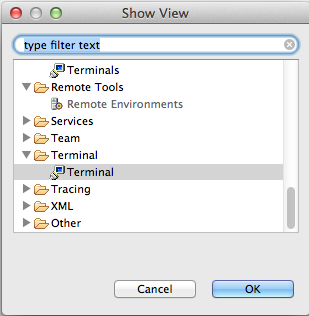 Show View
type filter text
Terminals
Remote Tools
Remote Environments
Services
Team
Terminal
Terminal
Tracing
XML
Other
Cancel OK